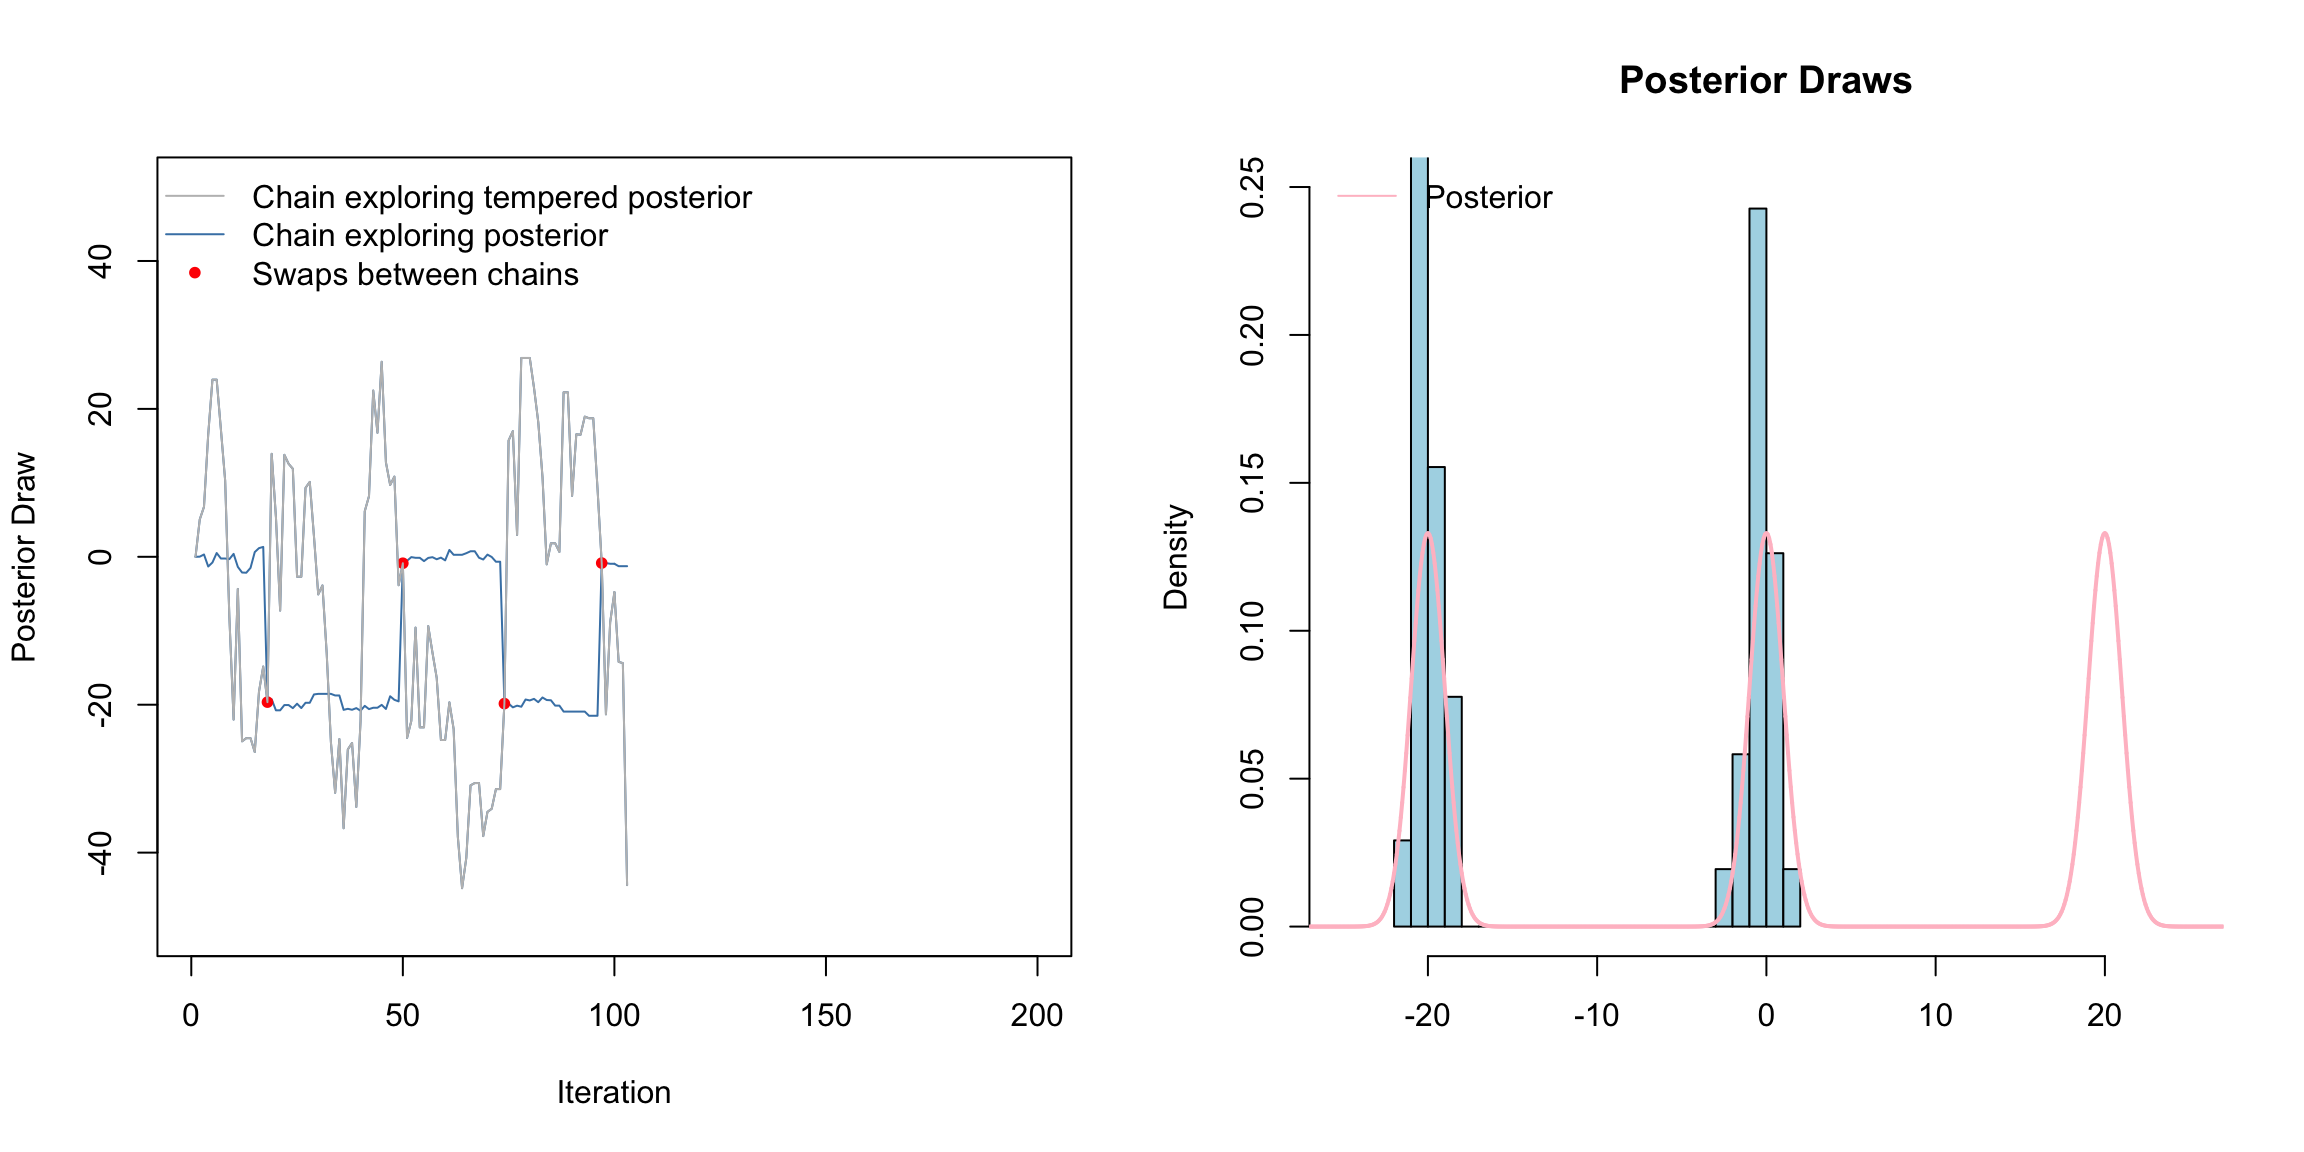 Chain exploring tempered posterior
Chain exploring posterior
Swaps between chains
Posterior Draw
40
20
0
-20
-40
0 50 100 150 200
Iteration
Posterior Draws
Posterior
Density
0.25
0.20
0.15
0.10
0.05
0.00
-20 -10 0 10 20